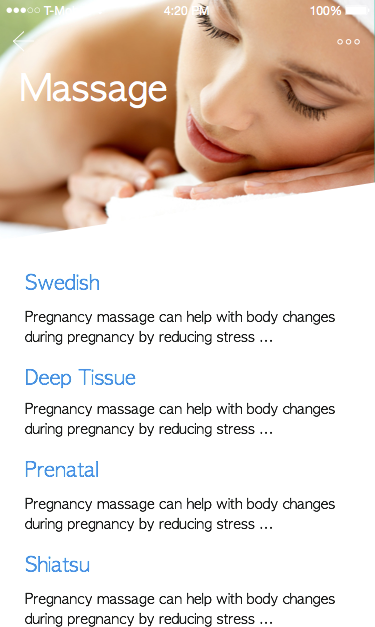 4:20 PM 100%
Massage
Swedish
Pregnancy massage can help with body changes
during pregnancy by reducing stress ...
Deep Tissue
Pregnancy massage can help with body changes
during pregnancy by reducing stress ...
Prenatal
Pregnancy massage can help with body changes
during pregnancy by reducing stress ...
Shiatsu
Pregnancy massage can help with body changes
during pregnancy by reducing stress ...